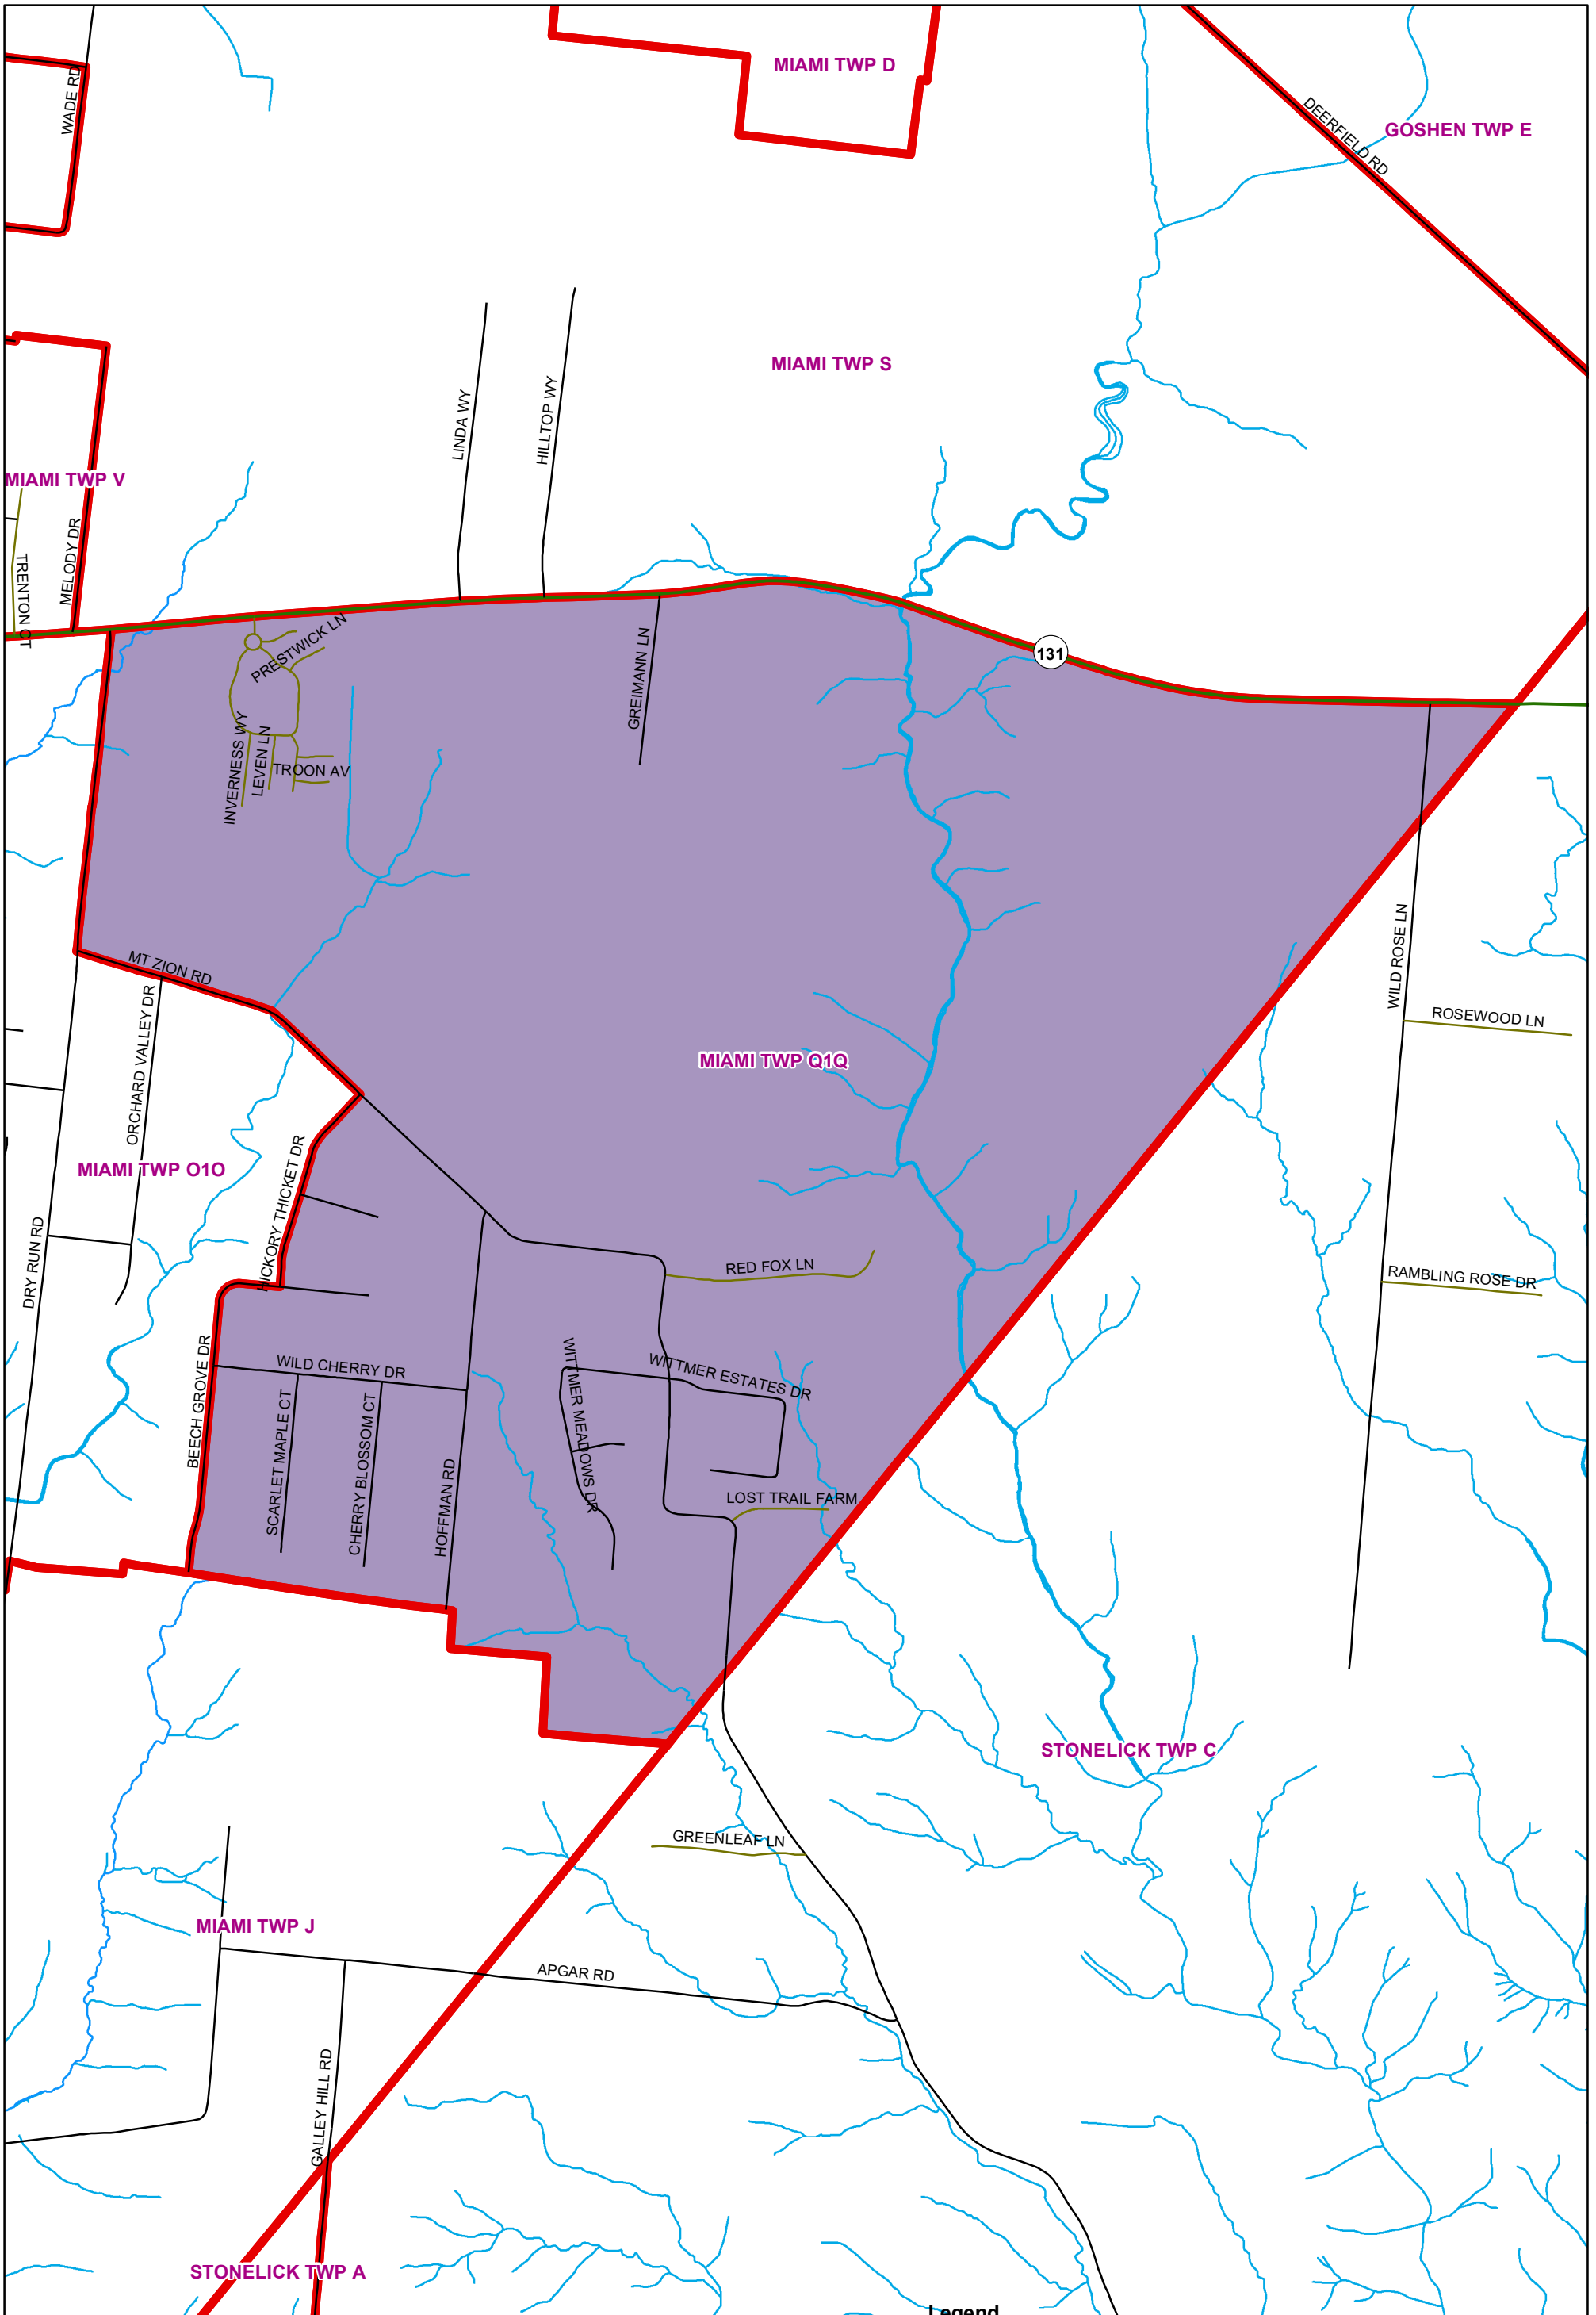 MIAMI TWP D
WADE RD
DEERFIELD RD
GOSHEN TWP E
MIAMI TWP S
LINDA WY
HILLTOP WY
MIAMI TWP V
MELODY DR
TRENTON CT
PRESTWICK LN
GREIMANN LN
131
INVERNESS WY
LEVEN LN
TROON AV
MT ZION RD
WILD ROSE LN
ORCHARD VALLEY DR
ROSEWOOD LN
MIAMI TWP Q1Q
MIAMI TWP O1O
HICKORY THICKET DR
DRY RUN RD
RED FOX LN
RAMBLING ROSE DR
BEECH GROVE DR
WILD CHERRY DR
WITTMER MEADOWS DR
WITTMER ESTATES DR
SCARLET MAPLE CT
CHERRY BLOSSOM CT
HOFFMAN RD
LOST TRAIL FARM
STONELICK TWP C
GREENLEAF LN
MIAMI TWP J
APGAR RD
GALLEY HILL RD
STONELICK TWP A
Legend